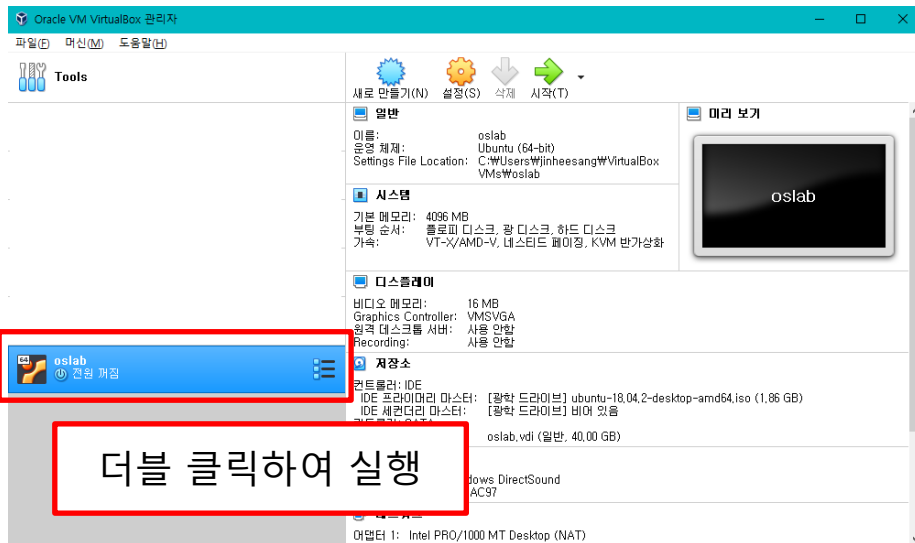 Oracle VM VirtualBox 관리자
파일(F) 머신(M) 도움말(H)
Tools
새로 만들기(N) 설정(S) 삭제 시작(T)
일반
이름: oslab
운영 체제: Ubuntu (64-bit)
Settings File Location: C:₩Users₩jinheesang₩VirtualBox
VMs₩oslab
미리 보기
oslab
시스템
기본 메모리: 4096 MB
부팅 순서: 플로피 디스크, 광 디스크, 하드 디스크
가속: VT-X/AMD-V, 네스티드 페이징, KVM 반가상화
디스플레이
비디오 메모리: 16 MB
Graphics Controller: VMSVGA
원격 데스크톱 서버: 사용 안함
Recording: 사용 안함
64
oslab
전원 꺼짐
저장소
컨트롤러: IDE
IDE 프라이머리 마스터: [광학 드라이브] ubuntu-18.04.2-desktop-amd64.iso (1.86 GB)
IDE 세컨더리 마스터: [광학 드라이브] 비어 있음
oslab.vdi (일반, 40.00 GB)
더블 클릭하여 실행
DirectSound
AC97
어댑터 1: Intel PRO/1000 MT Desktop (NAT)